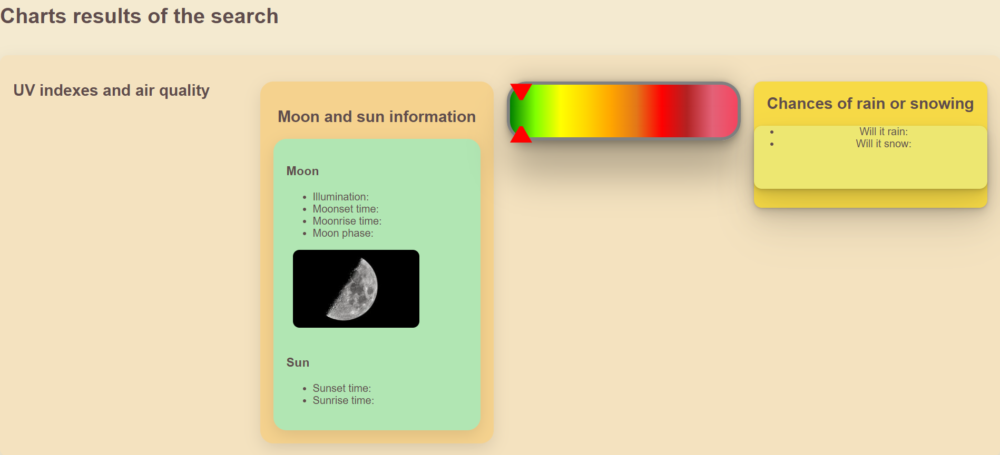 Charts results of the search
UV indexes and air quality
Moon and sun information
Moon
Illumination:
Moonset time:
Moonrise time:
Moon phase:
Sun
Sunset time:
Sunrise time:
Chances of rain or snowing
Will it rain:
Will it snow: